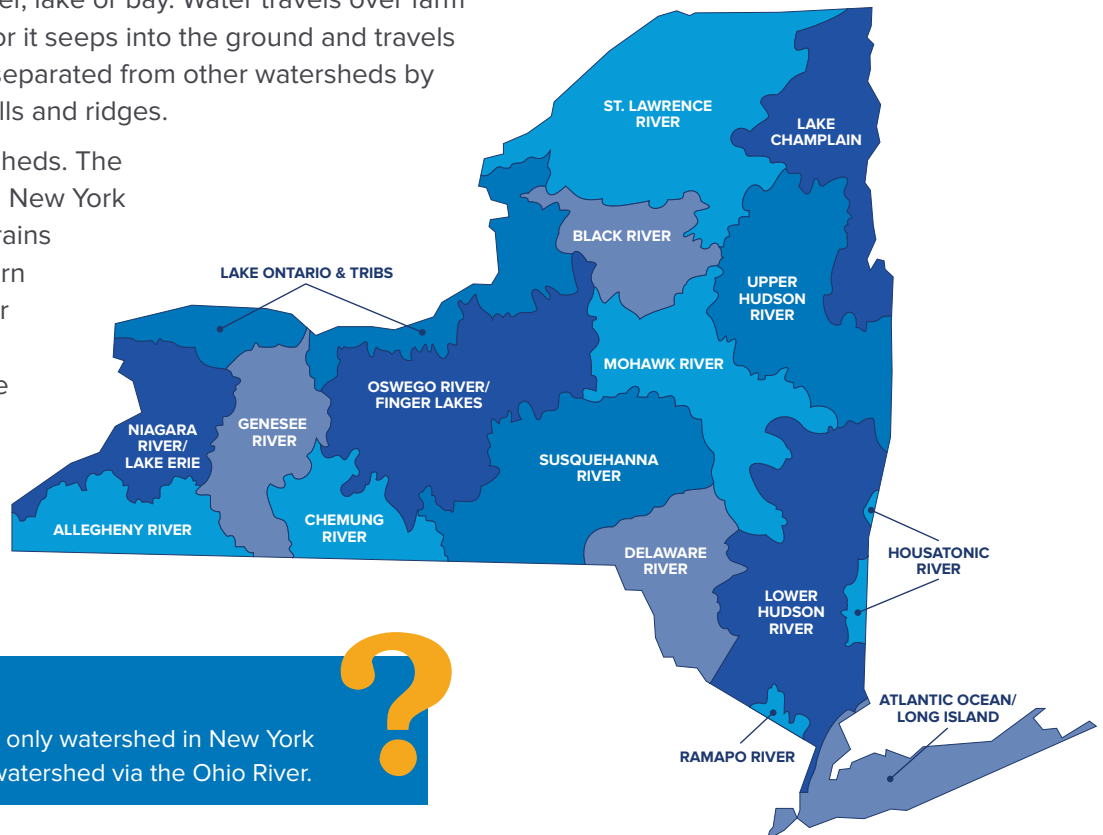 er, lake or bay. Water travels over farm
or it seeps into the ground and travels
separated from other watersheds by
lls and ridges.
heds. The
New York
rains
rn
r
e
ST. LAWRENCE
RIVER
LAKE
CHAMPLAIN
BLACK RIVER
LAKE ONTARIO & TRIBS
UPPER
HUDSON
RIVER
MOHAWK RIVER
OSWEGO RIVER/
FINGER LAKES
NIAGARA
RIVER/
LAKE ERIE
GENESEE
RIVER
SUSQUEHANNA
RIVER
ALLEGHENY RIVER
CHEMUNG
RIVER
DELAWARE
RIVER
HOUSATONIC
RIVER
LOWER
HUDSON
RIVER
ATLANTIC OCEAN/
LONG ISLAND
RAMAPO RIVER
?
only watershed in New York
watershed via the Ohio River.